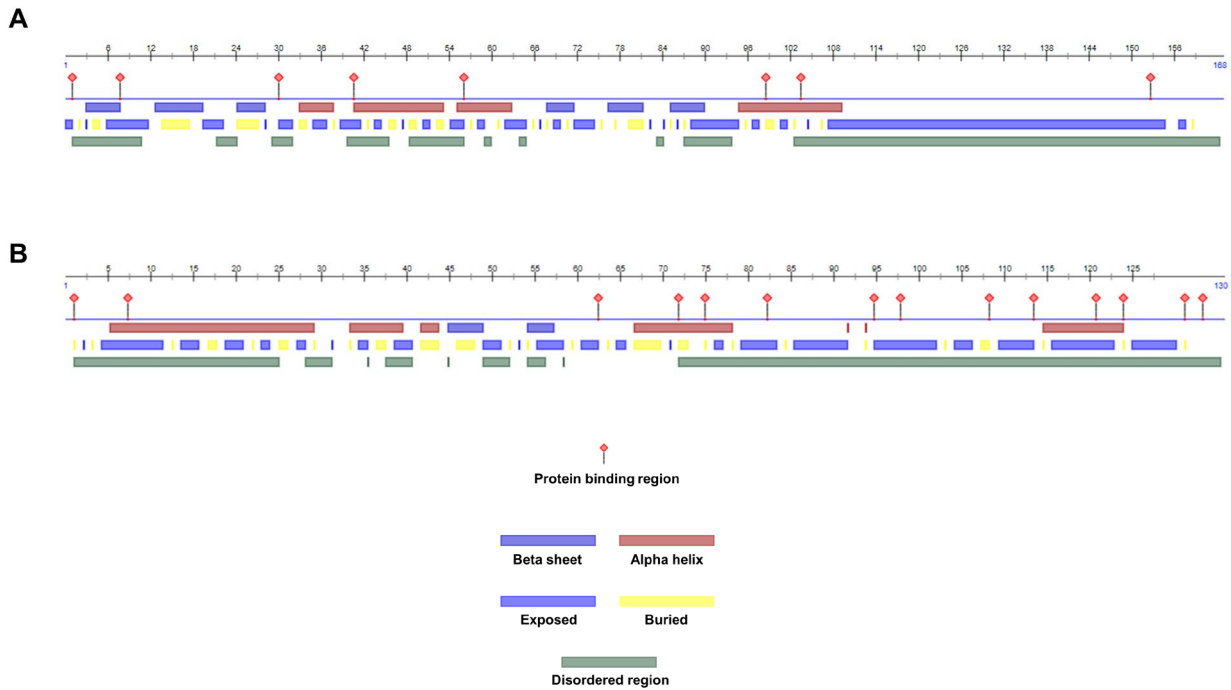 A
6 12 18 24 30 36 42 48 54 60 66 72 78 84 90 96 102 108 114 120 126 132 138 144 150 156
1 168
B
5 10 15 20 25 30 35 40 45 50 55 60 65 70 75 80 85 90 95 100 105 110 115 120 125
1 130
Protein binding region
Beta sheet Alpha helix
Exposed Buried
Disordered region